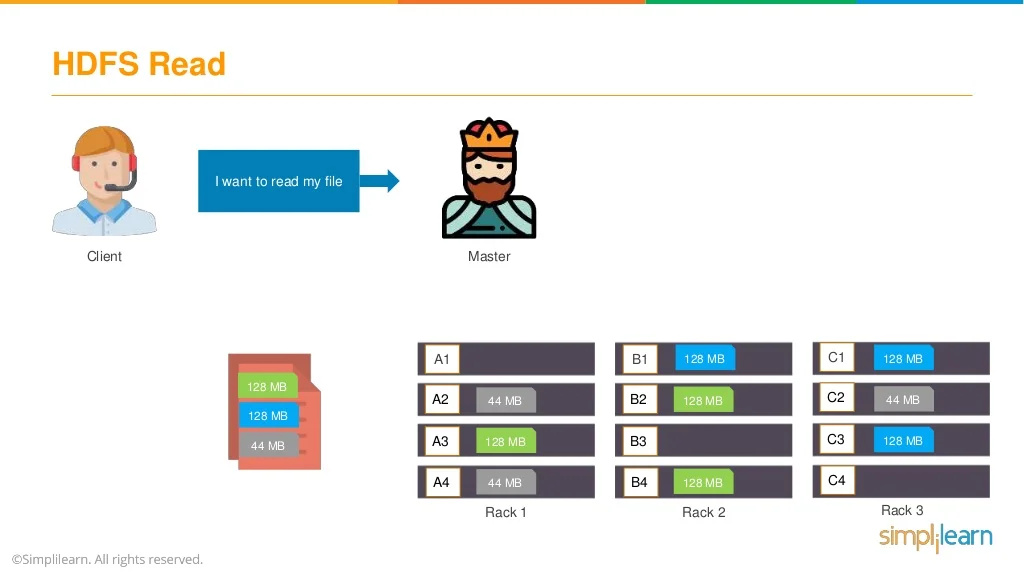 HDFS Read
I want to read my file
Client
Master
128 MB
128 MB
44 MB
A1
A2 44 MB
A3 128 MB
A4 44 MB
Rack 1
B1 128 MB
B2 128 MB
B3
B4 128 MB
Rack 2
C1 128 MB
C2 44 MB
C3 128 MB
C4
Rack 3
simplilearn
©Simplilearn. All rights reserved.